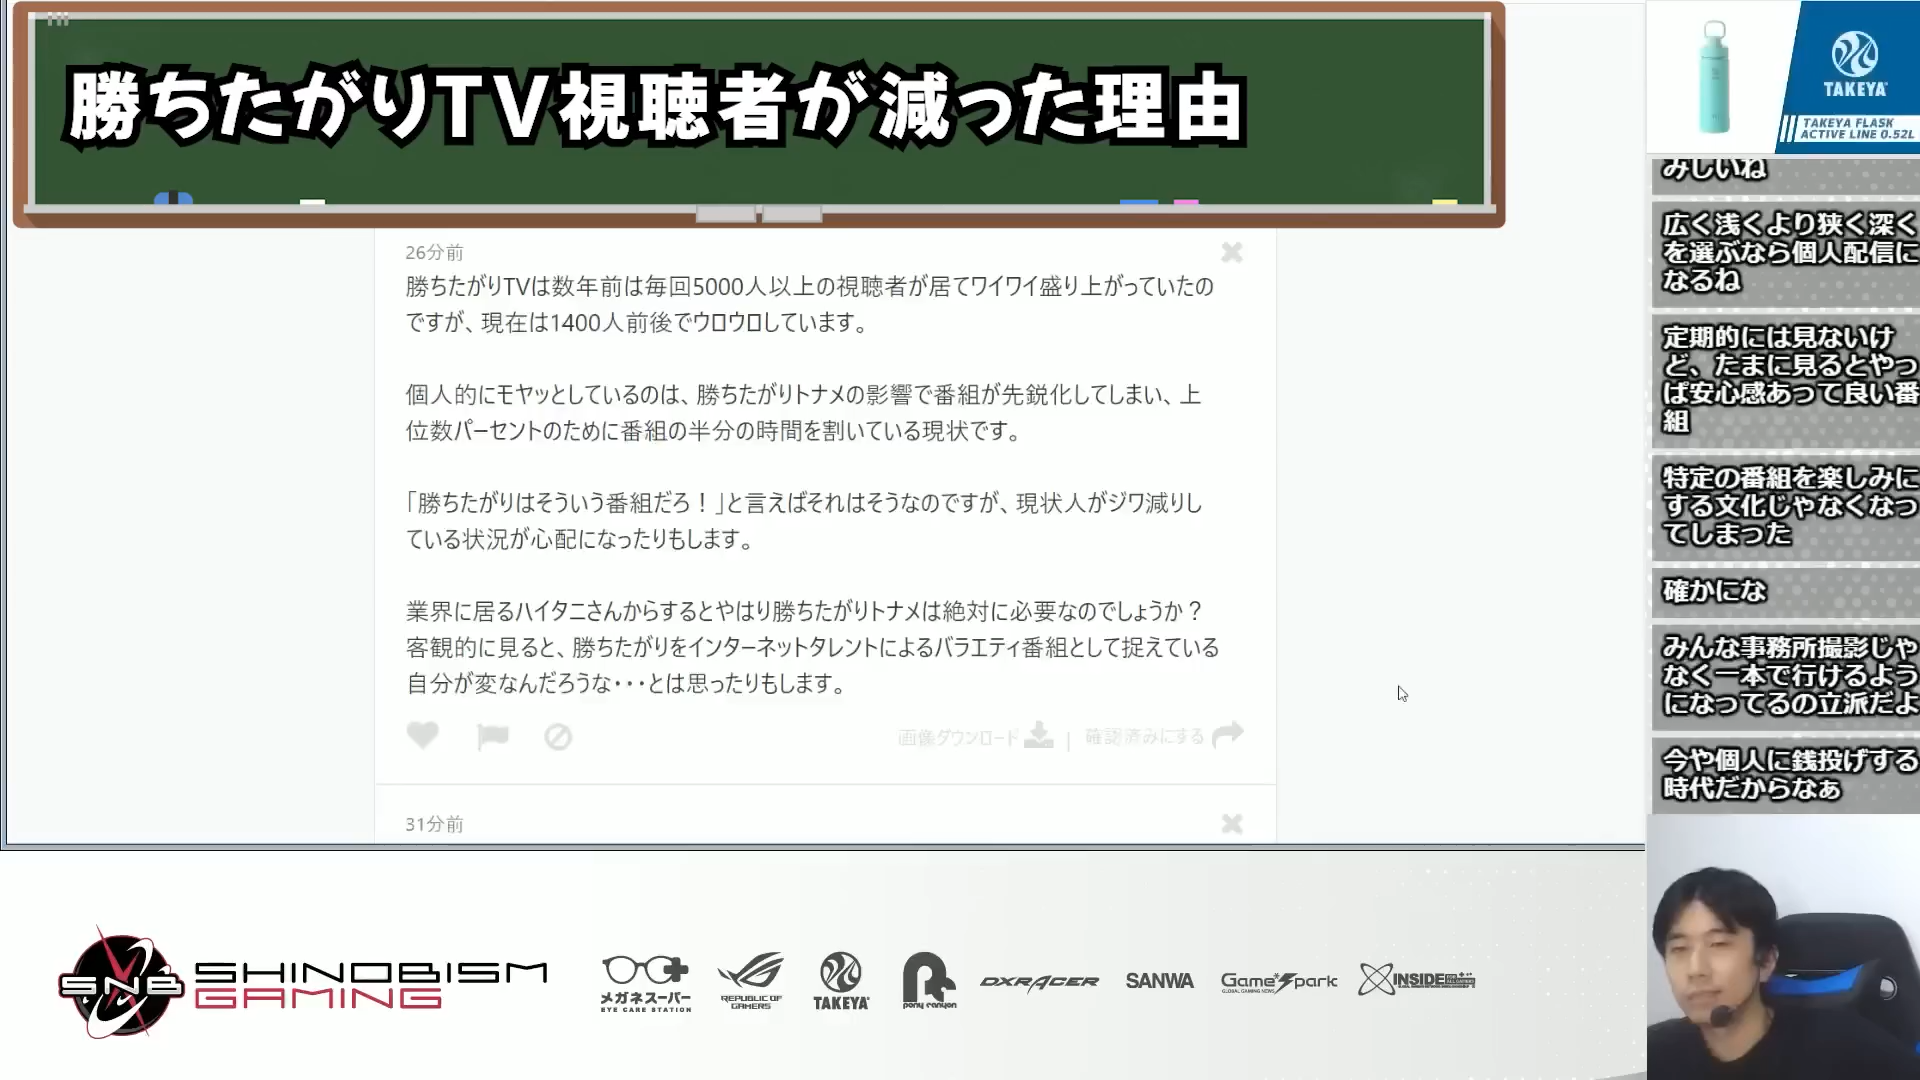 勝ちたがりTV視聴者が減った理由
26分前
勝ちたがりTVは数年前は毎回5000人以上の視聴者が居てワイワイ盛り上がっていたの
ですが、現在は1400人前後でウロウロしています。
個人的にモヤッとしているのは、勝ちたがりトナメの影響で番組が先鋭化してしまい、上
位数パーセントのために番組の半分の時間を割いている現状です。
「勝ちたがりはそういう番組だろ！」と言えばそれはそうなのですが、現状人がジワ減りし
ている状況が心配になったりもします。
業界に居るハイタニさんからするとやはり勝ちたがりトナメは絶対に必要なのでしょうか？
客観的に見ると、勝ちたがりをインターネットタレントによるバラエティ番組として捉えている
自分が変なんだろうな･･･とは思ったりもします。
画像ダウンロード | 確認済みにする
31分前
TAKEYA
TAKEYA FLASK
ACTIVE LINE 0.52L
みしいね
広く浅くより狭く深く
を選ぶなら個人配信に
なるね
定期的には見ないけ
ど、たまに見るとやっ
ぱ安心感あって良い番
組
特定の番組を楽しみに
する文化じゃなくなっ
てしまった
確かにな
みんな事務所撮影じゃ
なく一本で行けるよう
になってるの立派だよ
今や個人に銭投げする
時代だからなぁ
SNB
SHINOBISM
GAMING
メガネスーパー
EYE CARE STATION
REPUBLIC OF
GAMERS
TAKEYA
pony canyon
DXRACER
SANWA
Game*Spark
GLOBAL GAMING NEWS
INSIDE